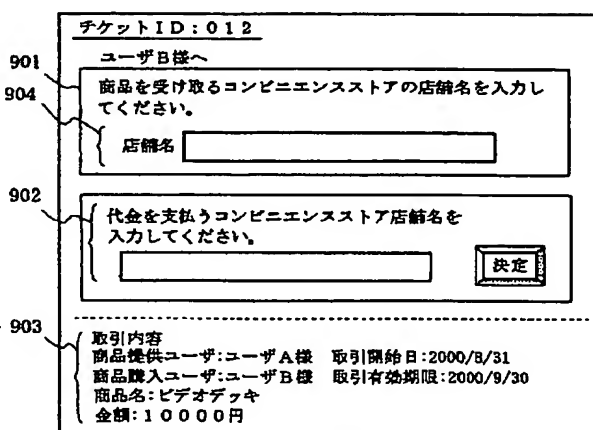 チケットID:012
ユーザB様へ
901
商品を受け取るコンビニエンスストアの店舗名を入力し
てください。
904
店舗名
902
代金を支払うコンビニエンスストア店舗名を
入力してください。
決定
903
取引内容
商品提供ユーザ:ユーザA様 取引開始日:2000/8/31
商品購入ユーザ:ユーザB様 取引有効期限:2000/9/30
商品名:ビデオデッキ
金額:10000円